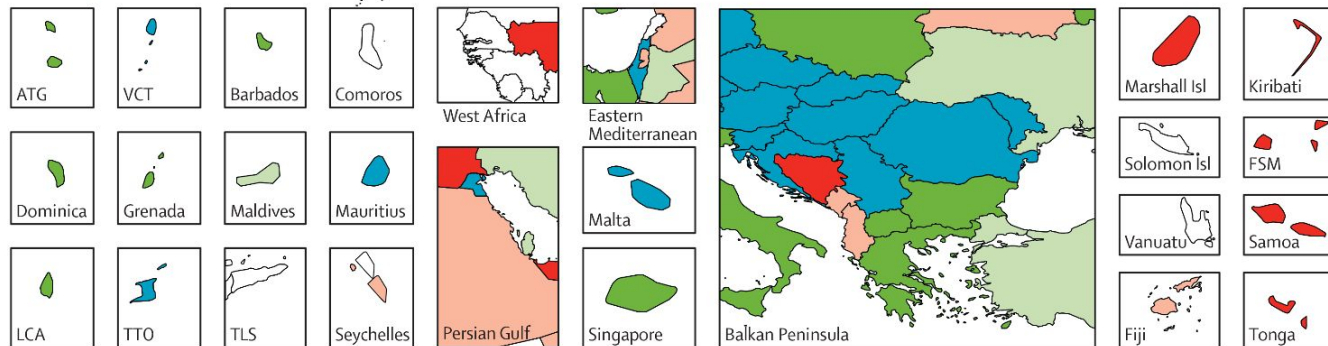 ATG
VCT
Barbados
Comoros
West Africa
Eastern
Mediterranean
Marshall Isl
Kiribati
Dominica
Grenada
Maldives
Mauritius
Malta
Solomon Isl
FSM
Vanuatu
Samoa
LCA
TTO
TLS
Seychelles
Persian Gulf
Singapore
Balkan Peninsula
Fiji
Tonga